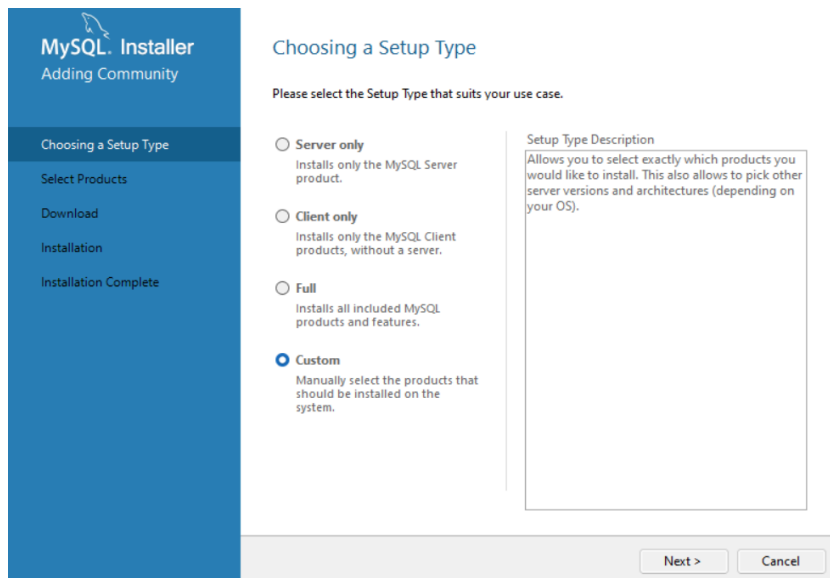 MySQL. Installer
Adding Community
Choosing a Setup Type
Select Products
Download
Installation
Installation Complete
Choosing a Setup Type
Please select the Setup Type that suits your use case.
Server only
Installs only the MySQL Server
product.
Client only
Installs only the MySQL Client
products, without a server.
Full
Installs all included MySQL
products and features.
Custom
Manually select the products that
should be installed on the
system.
Setup Type Description
Allows you to select exactly which products you
would like to install. This also allows to pick other
server versions and architectures (depending on
your OS).
Next >
Cancel